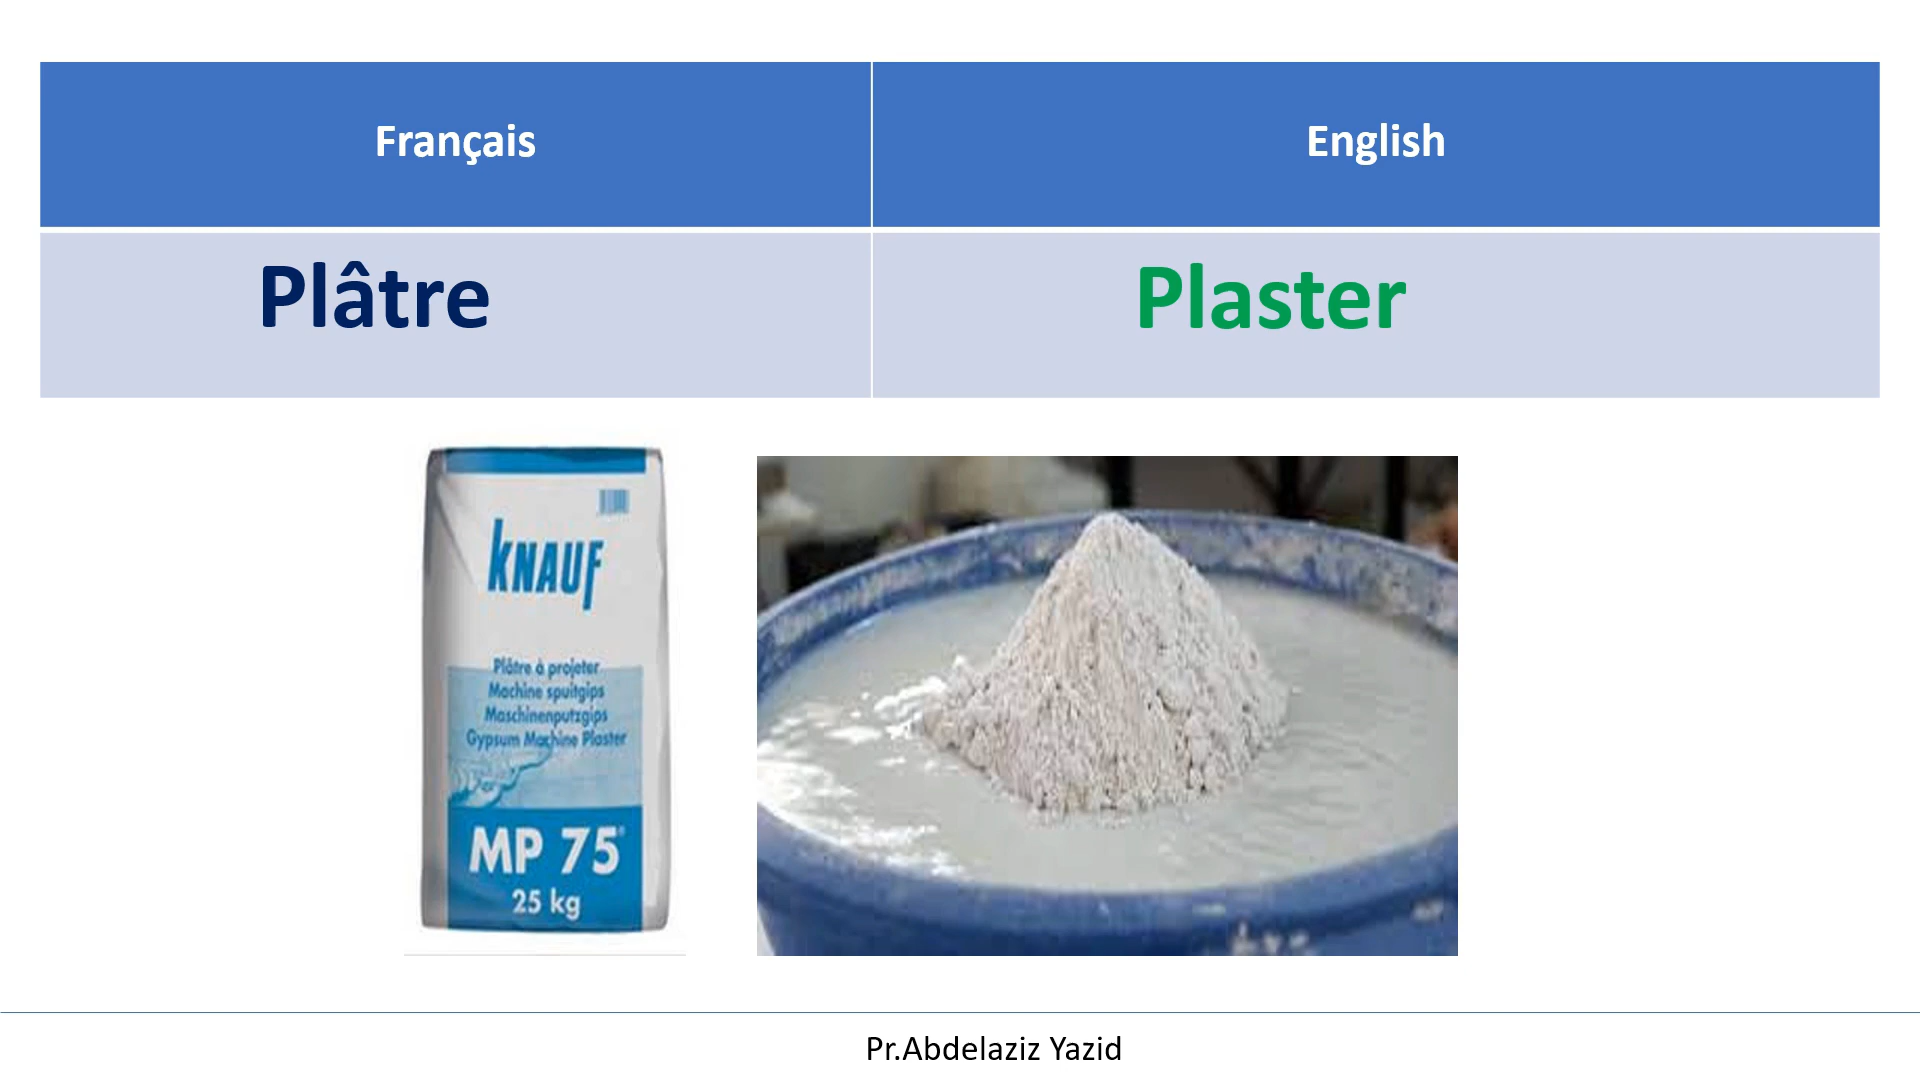 Français
English
Plâtre
Plaster
KNAUF
Plâtre à projeter
Machine spuitgips
Maschinenputzgips
Gypsum Machine Plaster
MP 75®
25 kg
Pr.Abdelaziz Yazid